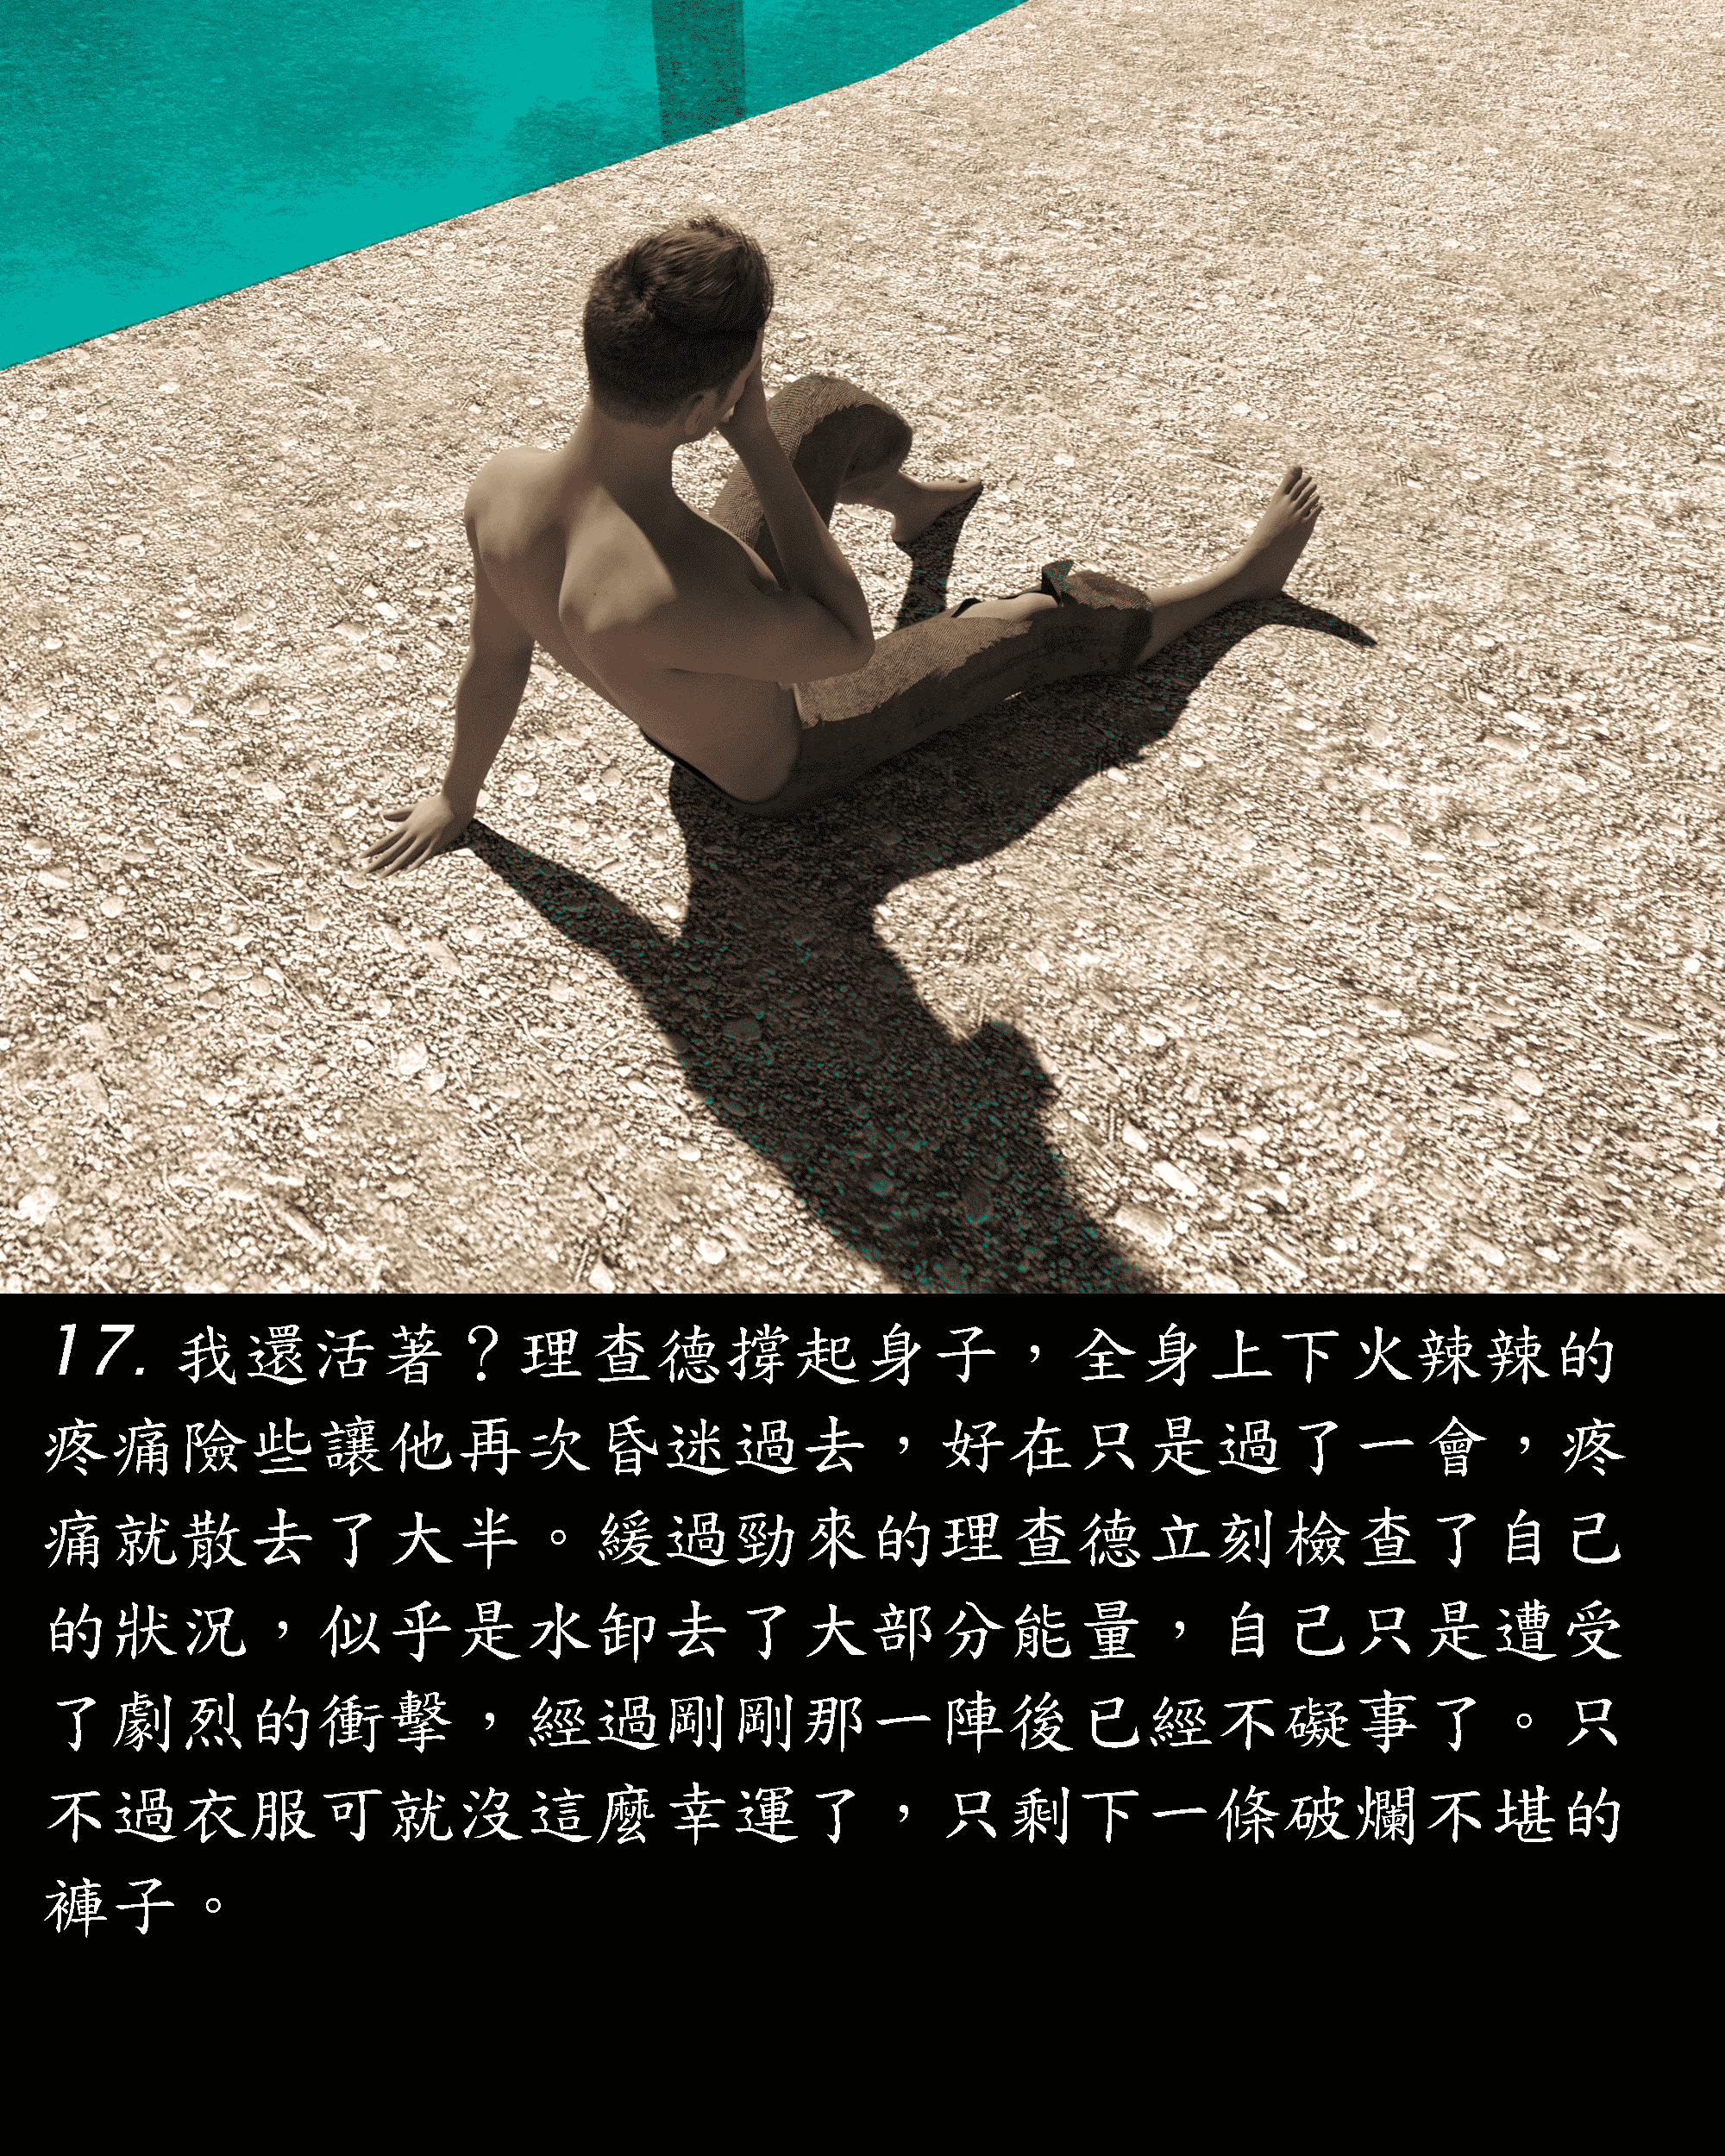 17. 我還活著？理查德撐起身子，全身上下火辣辣的
疼痛險些讓他再次昏迷過去，好在只是過了一會，疼
痛就散去了大半。緩過勁來的理查德立刻檢查了自己
的狀況，似乎是水卸去了大部分能量，自己只是遭受
了劇烈的衝擊，經過剛剛那一陣後已經不礙事了。只
不過衣服可就沒這麼幸運了，只剩下一條破爛不堪的
褲子。